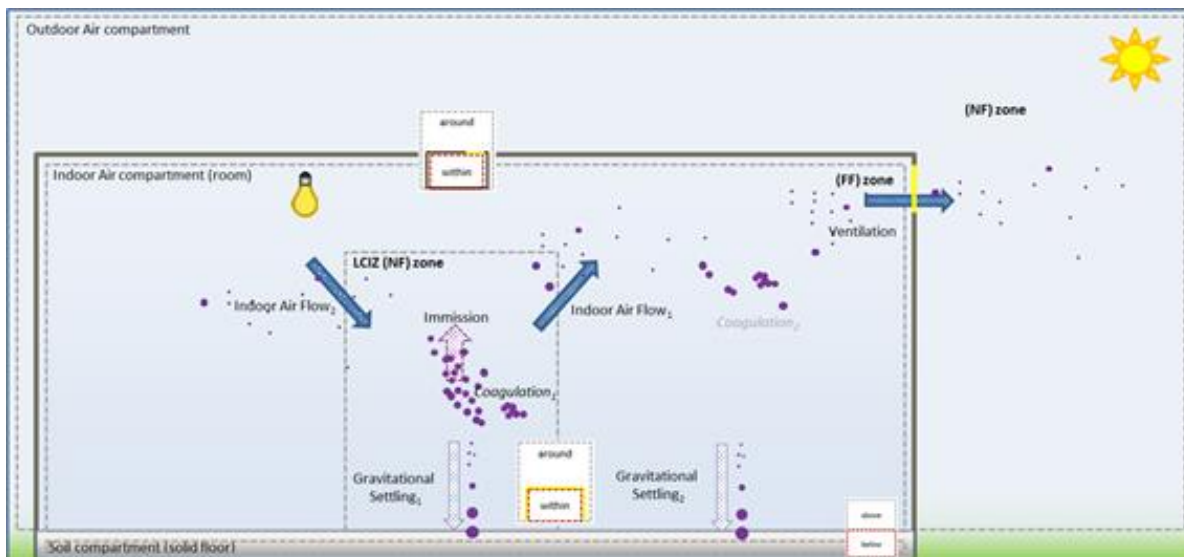 Outdoor Air compartment
(NF) zone
around
within
Indoor Air compartment (room)
(FF) zone
Ventilation
LCIZ (NF) zone
Indoor Air Flow2
Immission
Indoor Air Flow1
Coagulation2
Coagulation1
around
within
Gravitational
Settling1
Gravitational
Settling2
above
below
Soil compartment (solid floor)